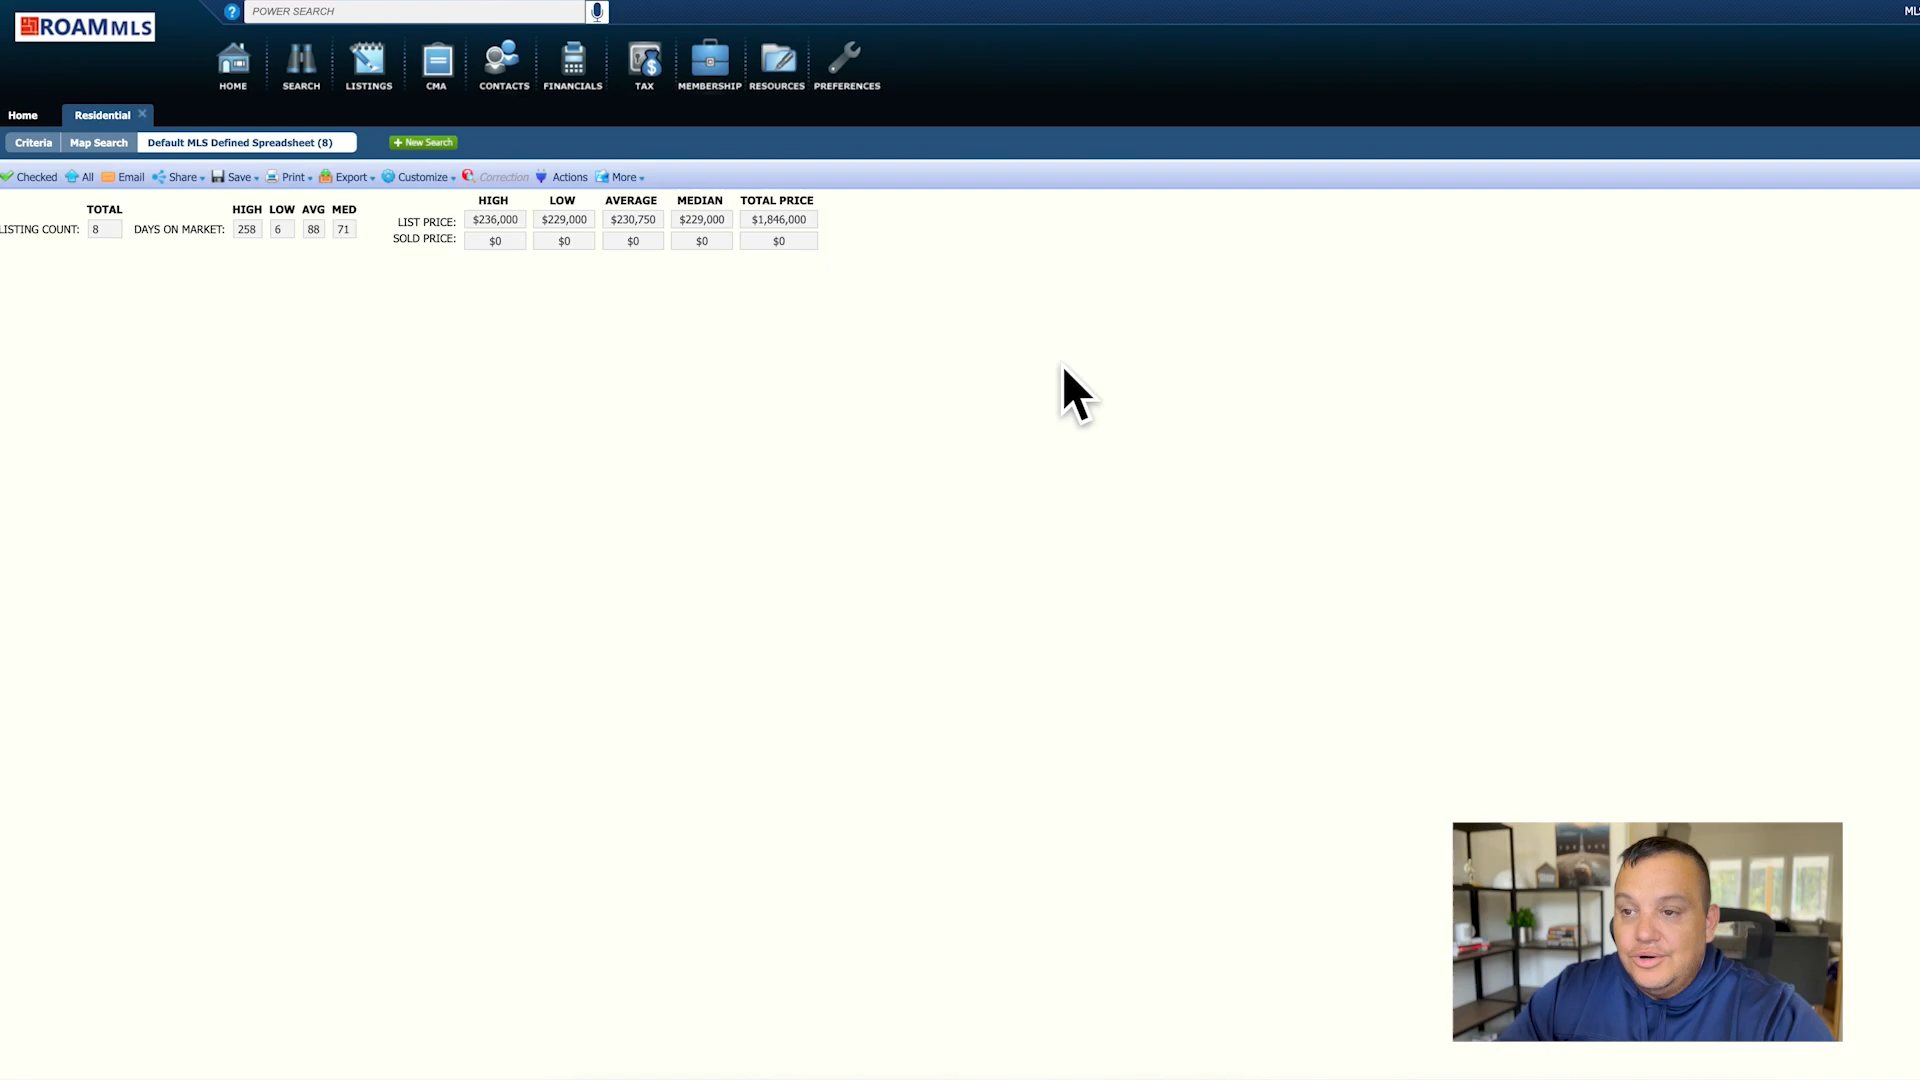 POWER SEARCH
MLS
ROAM MLS
HOME SEARCH LISTINGS CMA CONTACTS FINANCIALS TAX MEMBERSHIP RESOURCES PREFERENCES
Home Residential
Criteria Map Search Default MLS Defined Spreadsheet (8) + New Search
Checked All Email Share Save Print Export Customize Correction Actions More
TOTAL HIGH LOW AVG MED
LISTING COUNT: 8 DAYS ON MARKET: 258 6 88 71
HIGH LOW AVERAGE MEDIAN TOTAL PRICE
LIST PRICE: $236,000 $229,000 $230,750 $229,000 $1,846,000
SOLD PRICE: $0 $0 $0 $0 $0